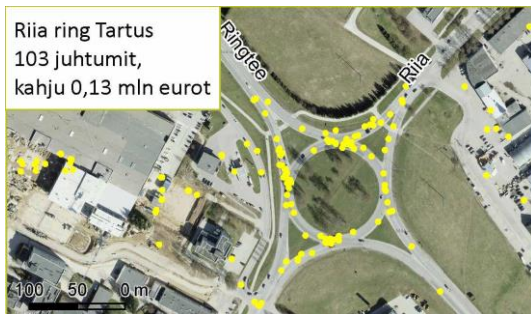 Riia ring Tartus
103 juhtumit,
kahju 0,13 mln eurot
Ringtee
Riia
100 50 0 m